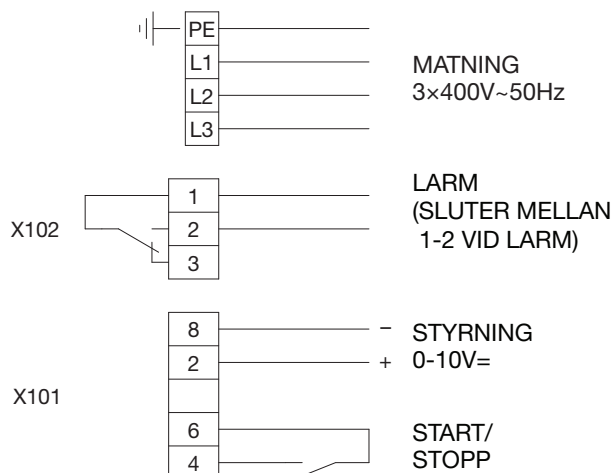 PE
L1
L2
L3
MATNING
3×400V~50Hz
X102
1
2
3
LARM
(SLUTER MELLAN
1-2 VID LARM)
X101
8
2
6
4
−
+
STYRNING
0-10V=
START/
STOPP